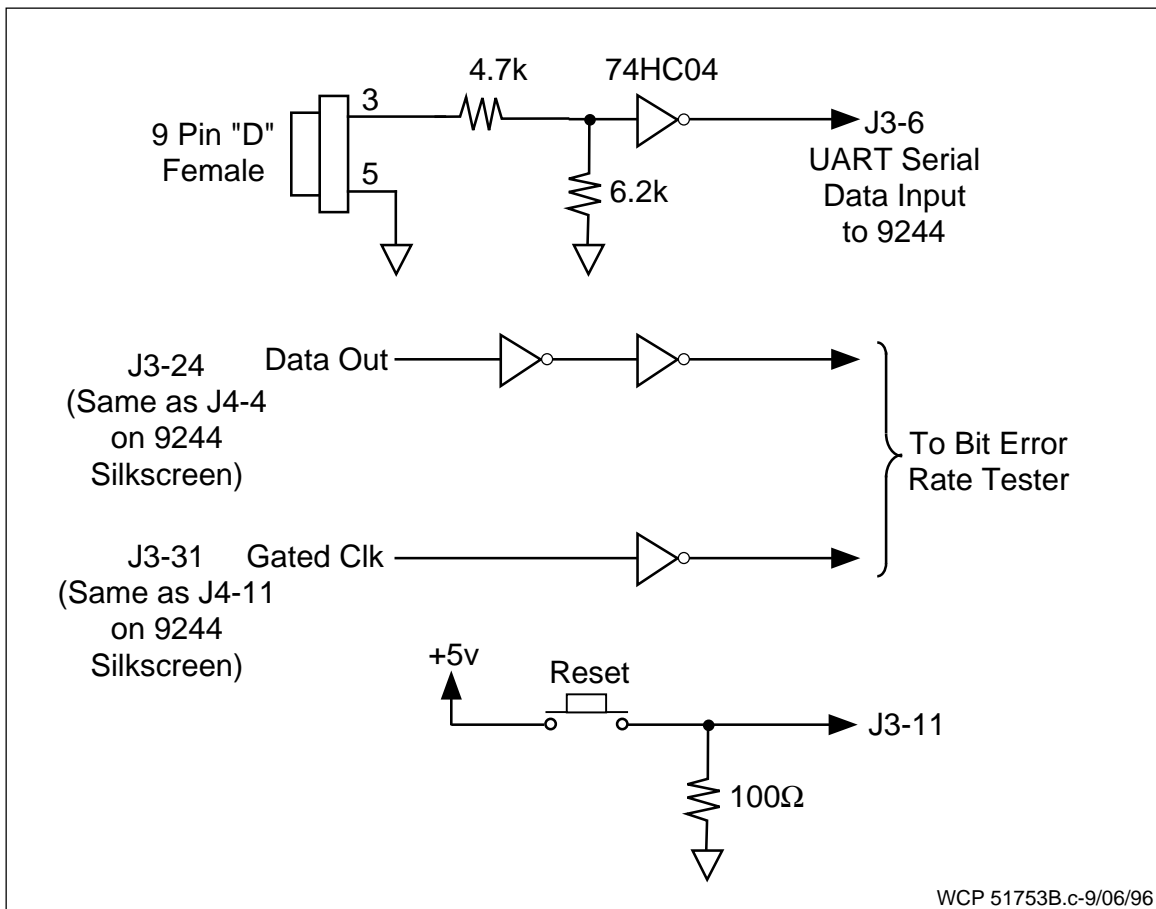 4.7k
74HC04
3
9 Pin "D"
Female
5
6.2k
J3-6
UART Serial
Data Input
to 9244
J3-24
(Same as J4-4
on 9244
Silkscreen)
Data Out
To Bit Error
Rate Tester
J3-31
(Same as J4-11
on 9244
Silkscreen)
Gated Clk
+5v
Reset
J3-11
100Ω
WCP 51753B.c-9/06/96